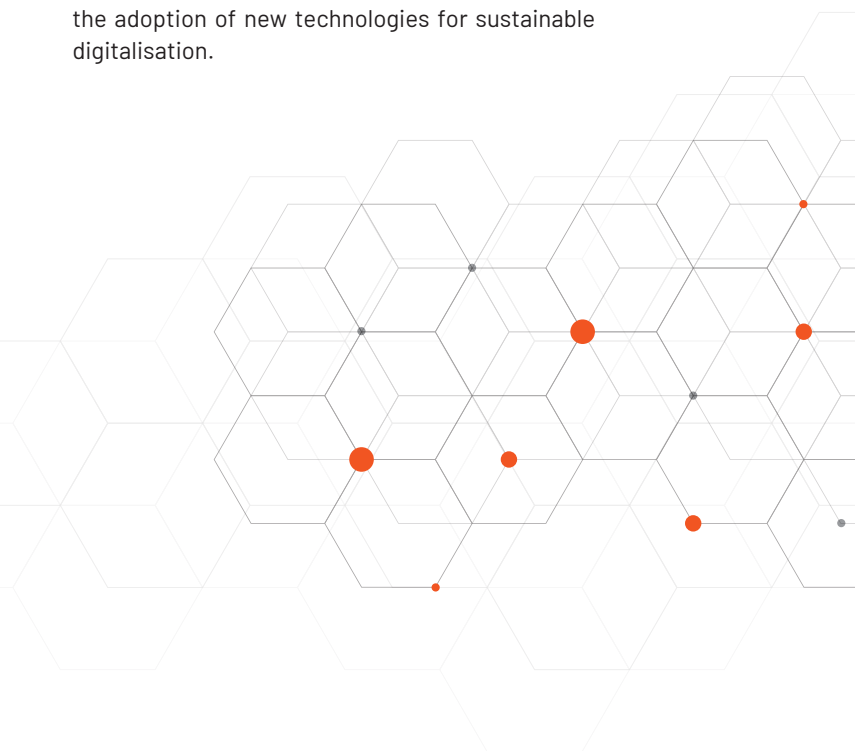 the adoption of new technologies for sustainable
digitalisation.